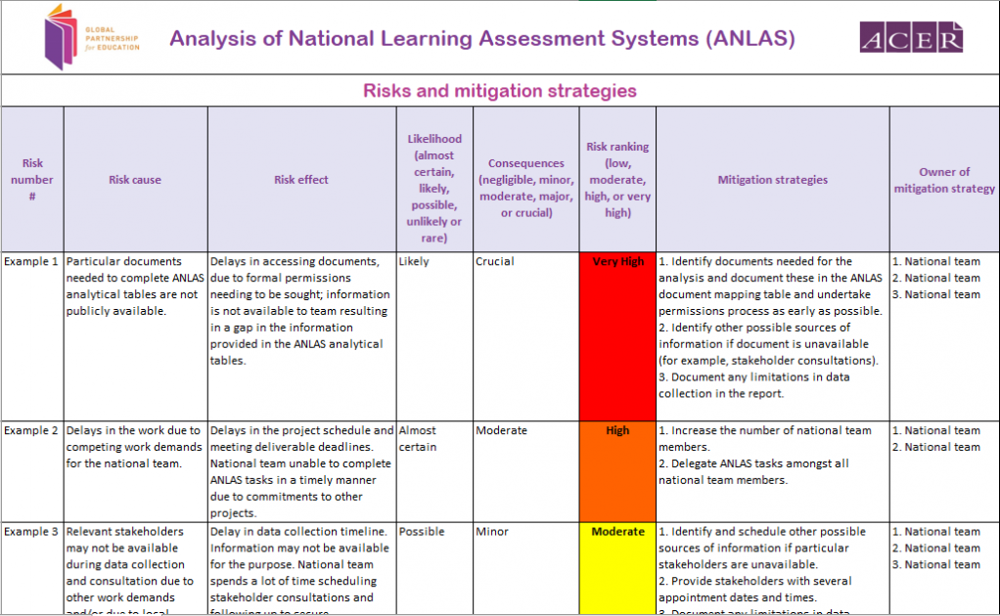 GLOBAL
PARTNERSHIP
for EDUCATION
Analysis of National Learning Assessment Systems (ANLAS)
ACER
Risks and mitigation strategies
Risk
number
#
Risk cause
Risk effect
Likelihood
(almost
certain,
likely,
possible,
unlikely or
rare)
Consequences
(negligible, minor,
moderate, major,
or crucial)
Risk ranking
(low,
moderate,
high, or very
high)
Mitigation strategies
Owner of
mitigation strategy
Example 1
Particular documents
needed to complete ANLAS
analytical tables are not
publicly available.
Delays in accessing documents,
due to formal permissions
needing to be sought; information
is not available to team resulting
in a gap in the information
provided in the ANLAS analytical
tables.
Likely
Crucial
Very High
1. Identify documents needed for the
analysis and document these in the ANLAS
document mapping table and undertake
permissions process as early as possible.
2. Identify other possible sources of
information if document is unavailable
(for example, stakeholder consultations).
3. Document any limitations in data
collection in the report.
1. National team
2. National team
3. National team
Example 2
Delays in the work due to
competing work demands
for the national team.
Delays in the project schedule and
meeting deliverable deadlines.
National team unable to complete
ANLAS tasks in a timely manner
due to commitments to other
projects.
Almost
certain
Moderate
High
1. Increase the number of national team
members.
2. Delegate ANLAS tasks amongst all
national team members.
1. National team
2. National team
Example 3
Relevant stakeholders
may not be available
during data collection
and consultation due to
other work demands
and/or due to local
Delay in data collection timeline.
Information may not be available
for the purpose. National team
spends a lot of time scheduling
stakeholder consultations and
following up to secure
Possible
Minor
Moderate
1. Identify and schedule other possible
sources of information if particular
stakeholders are unavailable.
2. Provide stakeholders with several
appointment dates and times.
3. Document any limitations in data
1. National team
2. National team
3. National team